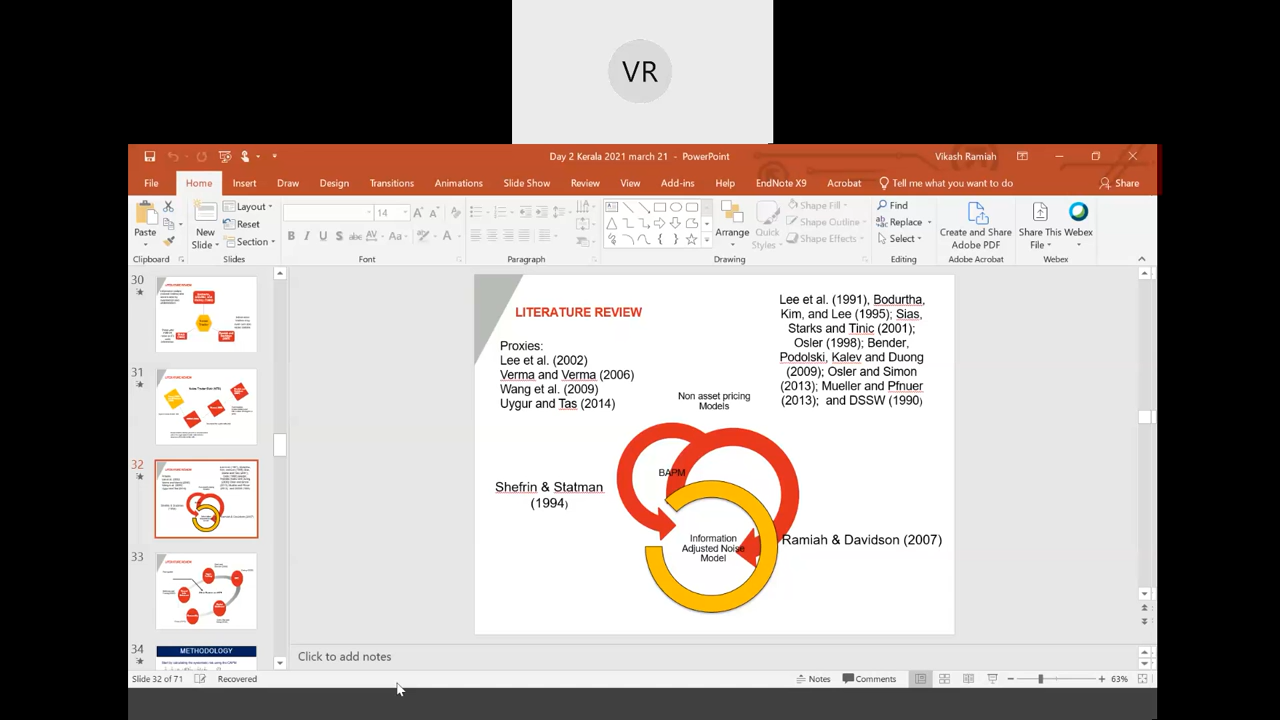 VR
Day 2 Kerala 2021 march 21 - PowerPoint
Vikash Ramiah
File Home Insert Draw Design Transitions Animations Slide Show Review View Add-ins Help EndNote X9 Acrobat Tell me what you want to do Share
Paste
New
Slide
Layout
Reset
Section
14
B I U S abc AV Aa A
Arrange
Quick
Styles
Shape Fill
Shape Outline
Shape Effects
Find
Replace
Select
Create and Share
Adobe PDF
Share This
File
Webex
Clipboard Slides Font Paragraph Drawing Editing Adobe Acrobat Webex
30
31
32
33
34
METHODOLOGY
LITERATURE REVIEW
Proxies:
Lee et al. (2002)
Verma and Verma (2006)
Wang et al. (2009)
Uygur and Tas (2014)
Lee et al. (1991), Bodurtha,
Kim, and Lee (1995); Sias,
Starks and Tinic (2001);
Osler (1998); Bender,
Podolski, Kalev and Duong
(2009); Osler and Simon
(2013); Mueller and Pfnuer
(2013); and DSSW (1990)
Non asset pricing
Models
BAPM
Shefrin & Statman
(1994)
Information
Adjusted Noise
Model
Ramiah & Davidson (2007)
Click to add notes
Slide 32 of 71 Recovered Notes Comments 63%